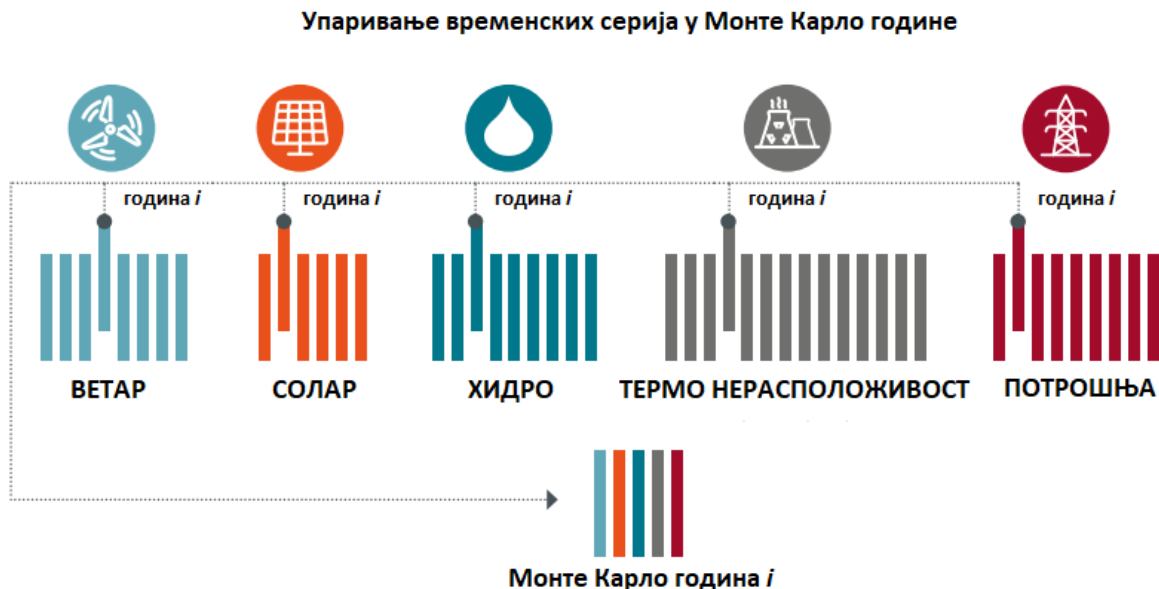 Упаривање временских серија у Монте Карло године
година i
година i
година i
година i
година i
ВЕТАР
СОЛАР
ХИДРО
ТЕРМО НЕРАСПОЛОЖИВОСТ
ПОТРОШЊА
Монте Карло година i